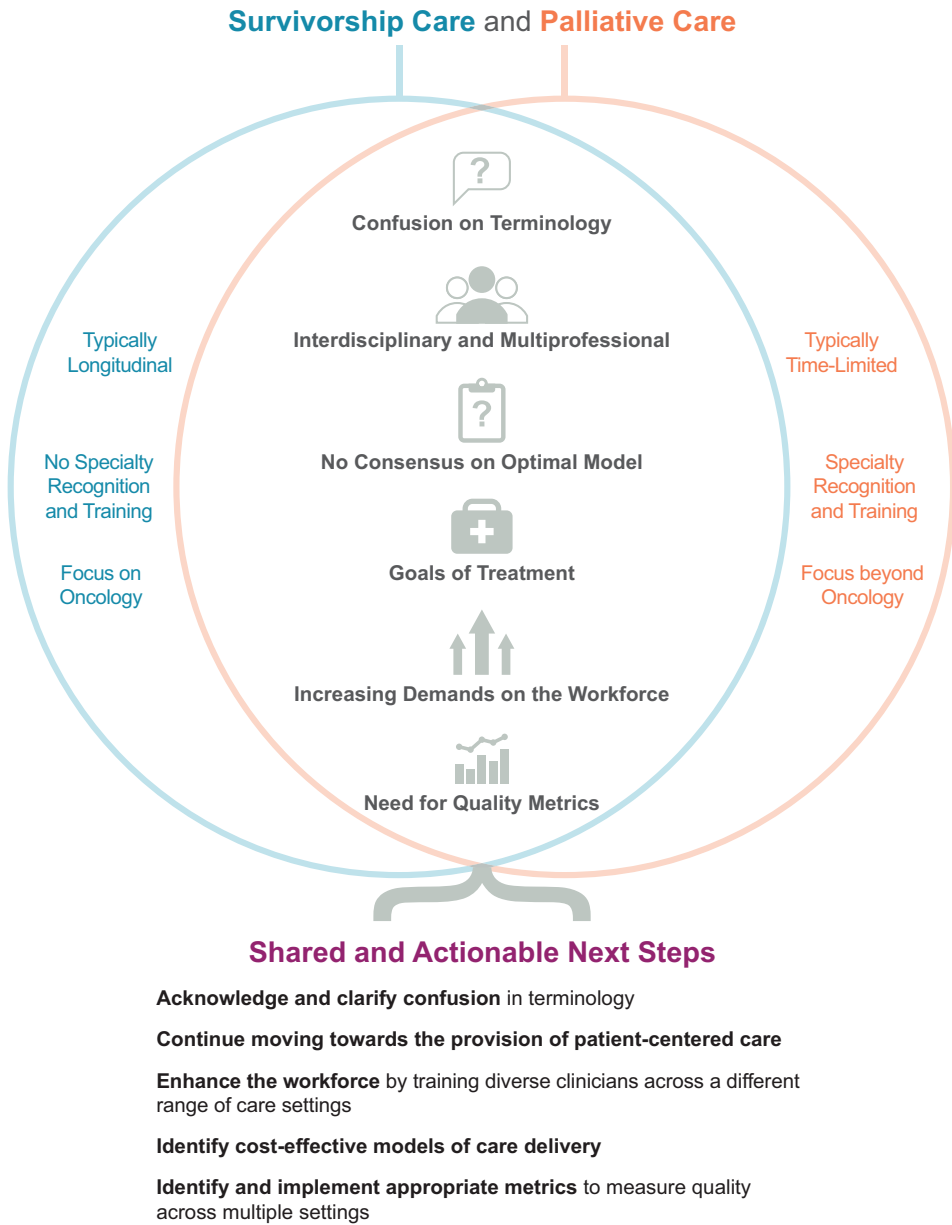 Survivorship Care and Palliative Care
?
Confusion on Terminology
Interdisciplinary and Multiprofessional
Typically
Longitudinal
Typically
Time-Limited
?
No Consensus on Optimal Model
No Specialty
Recognition
and Training
Specialty
Recognition
and Training
Goals of Treatment
Focus on
Oncology
Focus beyond
Oncology
Increasing Demands on the Workforce
Need for Quality Metrics
Shared and Actionable Next Steps
Acknowledge and clarify confusion in terminology
Continue moving towards the provision of patient-centered care
Enhance the workforce by training diverse clinicians across a different
range of care settings
Identify cost-effective models of care delivery
Identify and implement appropriate metrics to measure quality
across multiple settings